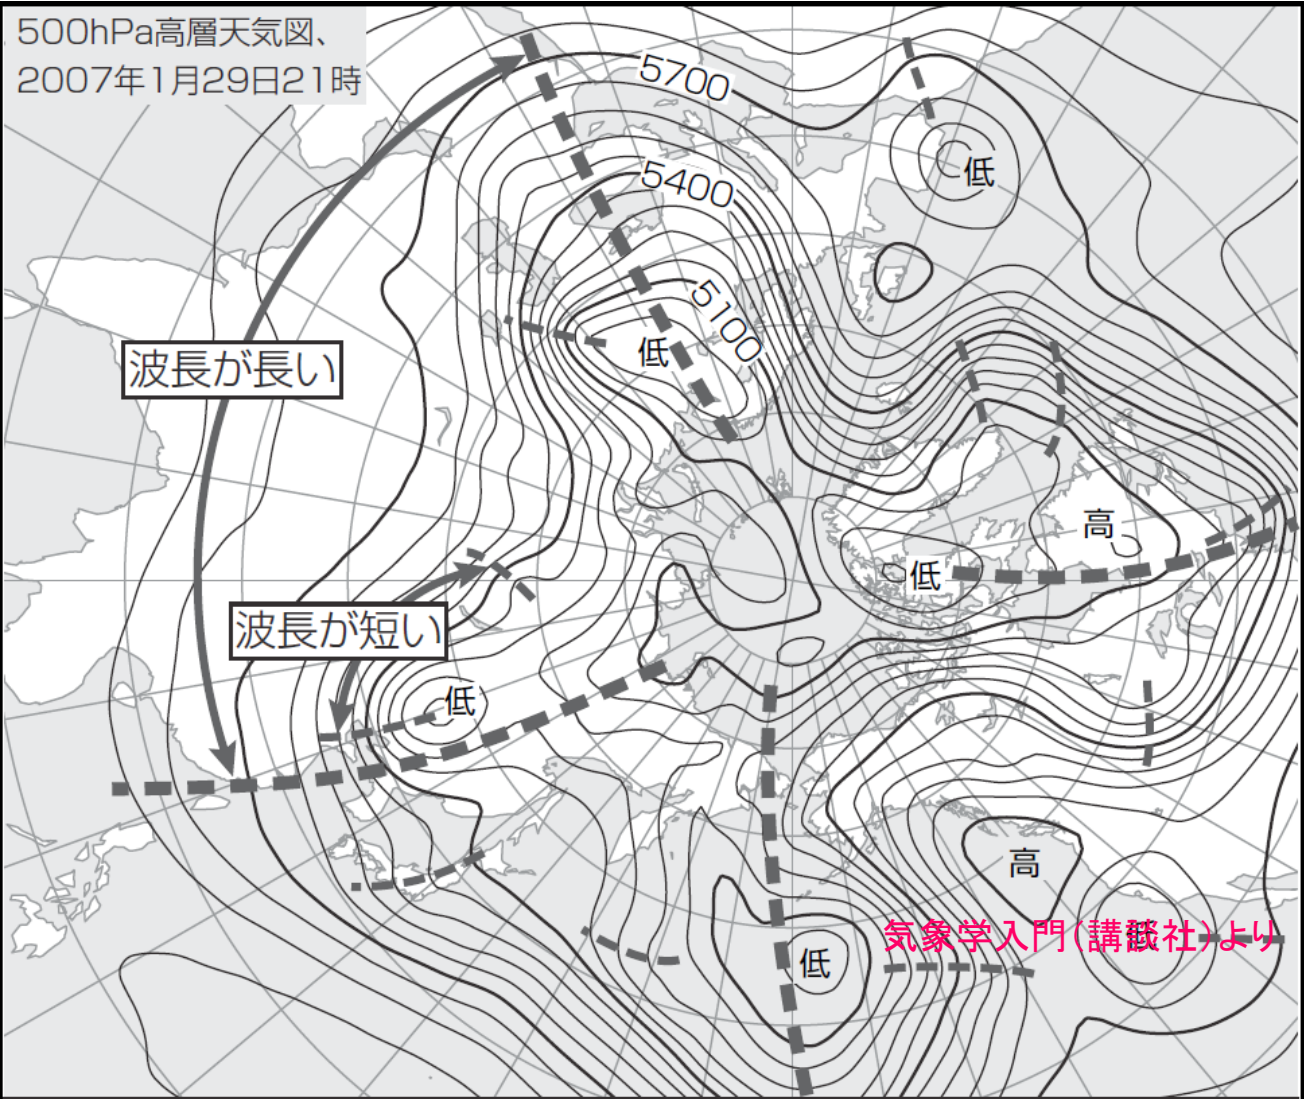 500hPa高層天気図、
2007年1月29日21時
5700
低
5400
5100
低
波長が長い
高
低
波長が短い
低
高
気象学入門(講談社)より
低
低